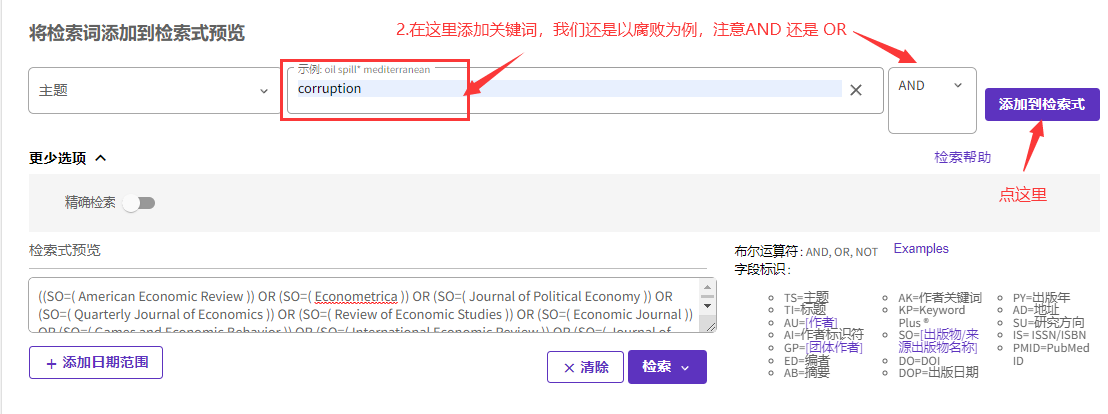 将检索词添加到检索式预览
2.在这里添加关键词，我们还是以腐败为例，注意AND 还是 OR
主题
示例: oil spill* mediterranean
corruption
AND
添加到检索式
更少选项
检索帮助
点这里
精确检索
检索式预览
((SO=( American Economic Review )) OR (SO=( Econometrica )) OR (SO=( Journal of Political Economy )) OR
(SO=( Quarterly Journal of Economics )) OR (SO=( Review of Economic Studies )) OR (SO=( Economic Journal ))
OR (SO=( Games and Economic Behavior )) OR (SO=( International Economic Review )) OR (SO=( Journal of
+ 添加日期范围
× 清除
检索
布尔运算符: AND, OR, NOT
Examples
字段标识:
TS=主题
TI=标题
AU=[作者]
AI=作者标识符
GP=[团体作者]
ED=编者
AB=摘要
AK=作者关键词
KP=Keyword
Plus ®
SO=[出版物/来
源出版物名称]
DO=DOI
DOP=出版日期
PY=出版年
AD=地址
SU=研究方向
IS= ISSN/ISBN
PMID=PubMed
ID